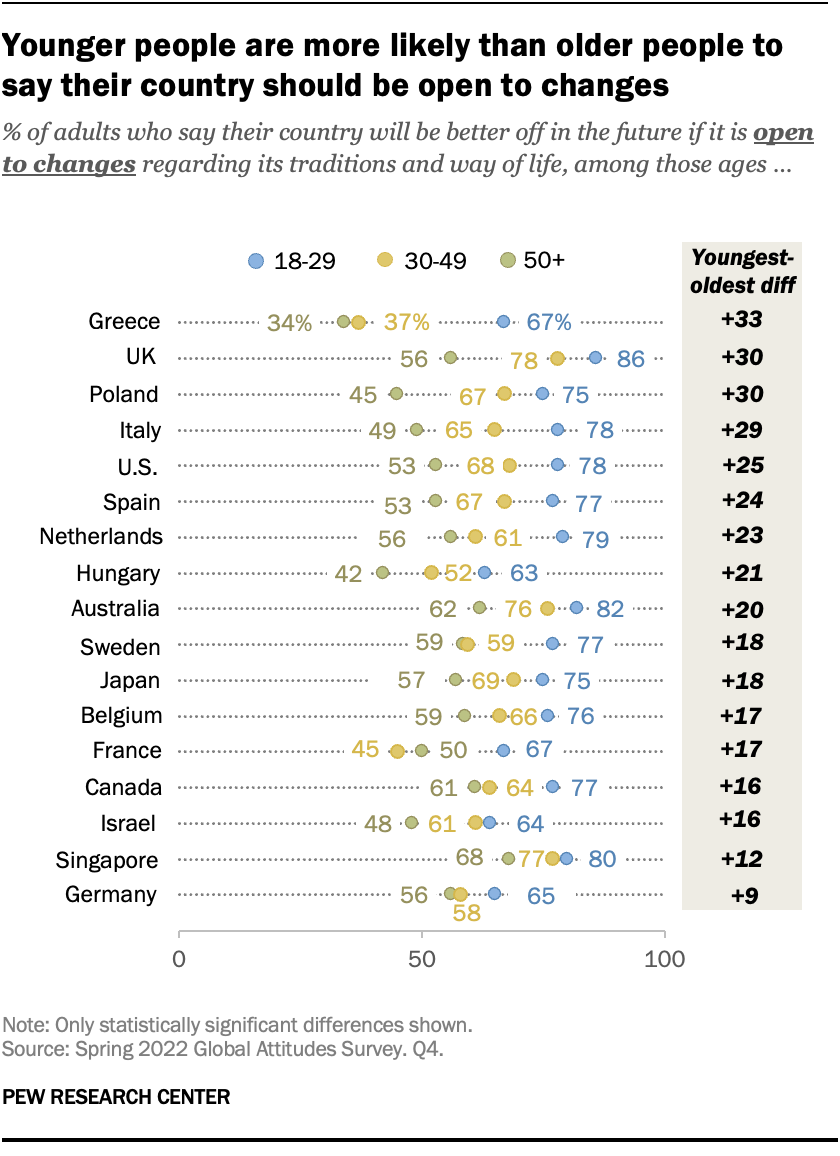 Younger people are more likely than older people to
say their country should be open to changes
% of adults who say their country will be better off in the future if it is open
to changes regarding its traditions and way of life, among those ages ...
18-29 30-49 50+ Youngest-
oldest diff
Greece 34% 37% 67% +33
UK 56 78 86 +30
Poland 45 67 75 +30
Italy 49 65 78 +29
U.S. 53 68 78 +25
Spain 53 67 77 +24
Netherlands 56 61 79 +23
Hungary 42 52 63 +21
Australia 62 76 82 +20
Sweden 59 59 77 +18
Japan 57 69 75 +18
Belgium 59 66 76 +17
France 45 50 67 +17
Canada 61 64 77 +16
Israel 48 61 64 +16
Singapore 68 77 80 +12
Germany 56 65 +9
58
0 50 100
Note: Only statistically significant differences shown.
Source: Spring 2022 Global Attitudes Survey. Q4.
PEW RESEARCH CENTER